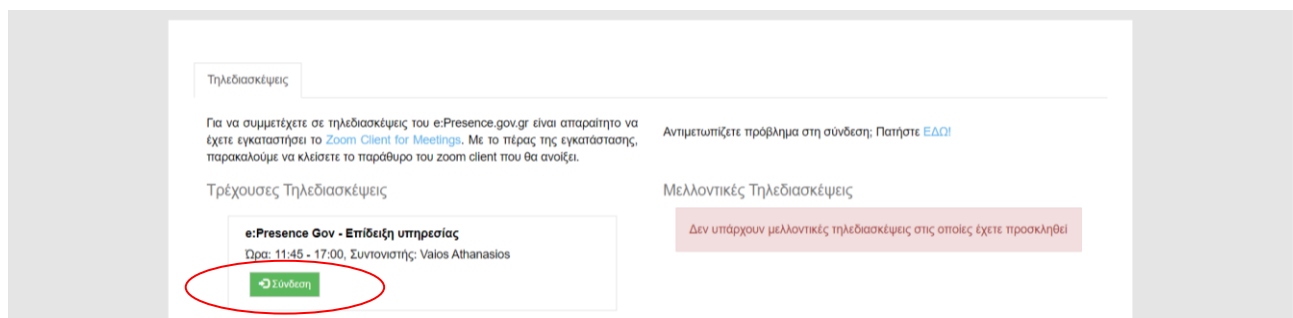 Τηλεδιασκέψεις
Για να συμμετέχετε σε τηλεδιασκέψεις του e:Presence.gov.gr είναι απαραίτητο να
έχετε εγκαταστήσει το Zoom Client for Meetings. Με το πέρας της εγκατάστασης,
παρακαλούμε να κλείσετε το παράθυρο του zoom client που θα ανοίξει.
Αντιμετωπίζετε πρόβλημα στη σύνδεση; Πατήστε ΕΔΩ!
Τρέχουσες Τηλεδιασκέψεις
e:Presence Gov - Επίδειξη υπηρεσίας
Ώρα: 11:45 - 17:00, Συντονιστής: Vaios Athanasios
Σύνδεση
Μελλοντικές Τηλεδιασκέψεις
Δεν υπάρχουν μελλοντικές τηλεδιασκέψεις στις οποίες έχετε προσκληθεί